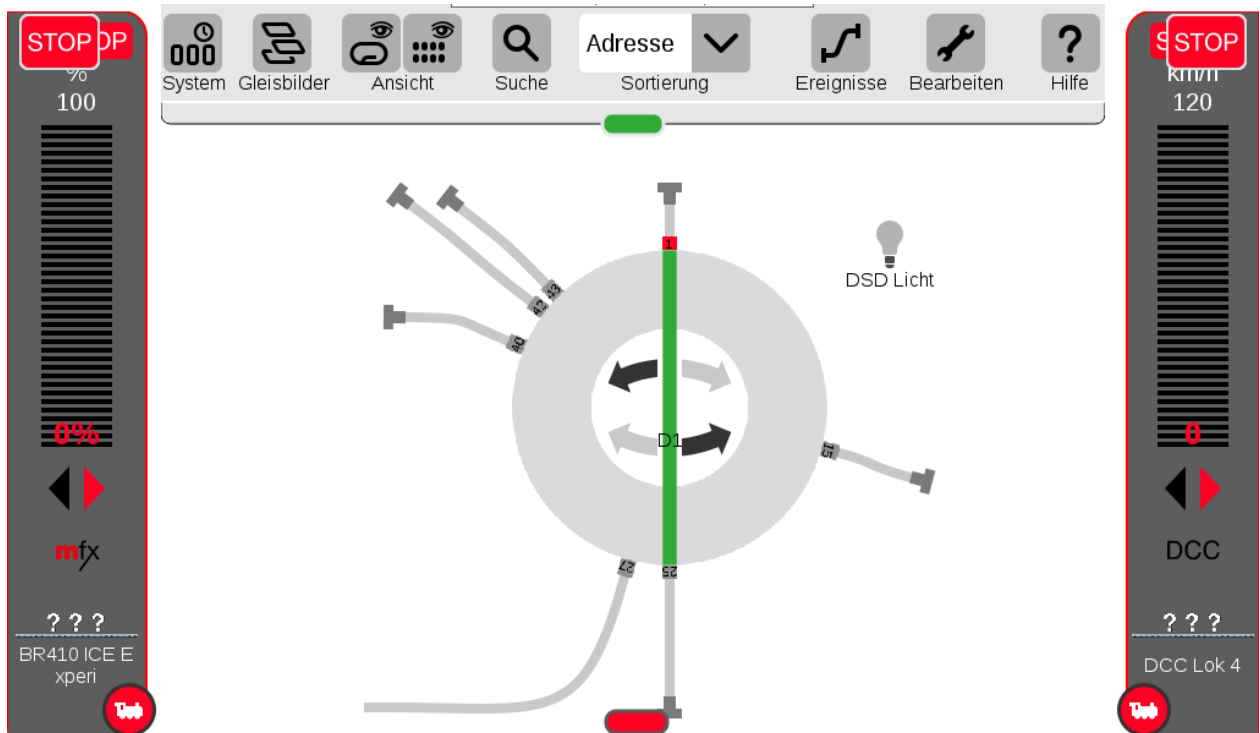 STOP
OP
%
100
0%
mfx
? ? ?
BR410 ICE E
xperi
System
Gleisbilder
Ansicht
Suche
Adresse
Sortierung
Ereignisse
Bearbeiten
?
Hilfe
1
43
42
40
D1
15
27
25
DSD Licht
S
STOP
km/h
120
0
DCC
? ? ?
DCC Lok 4